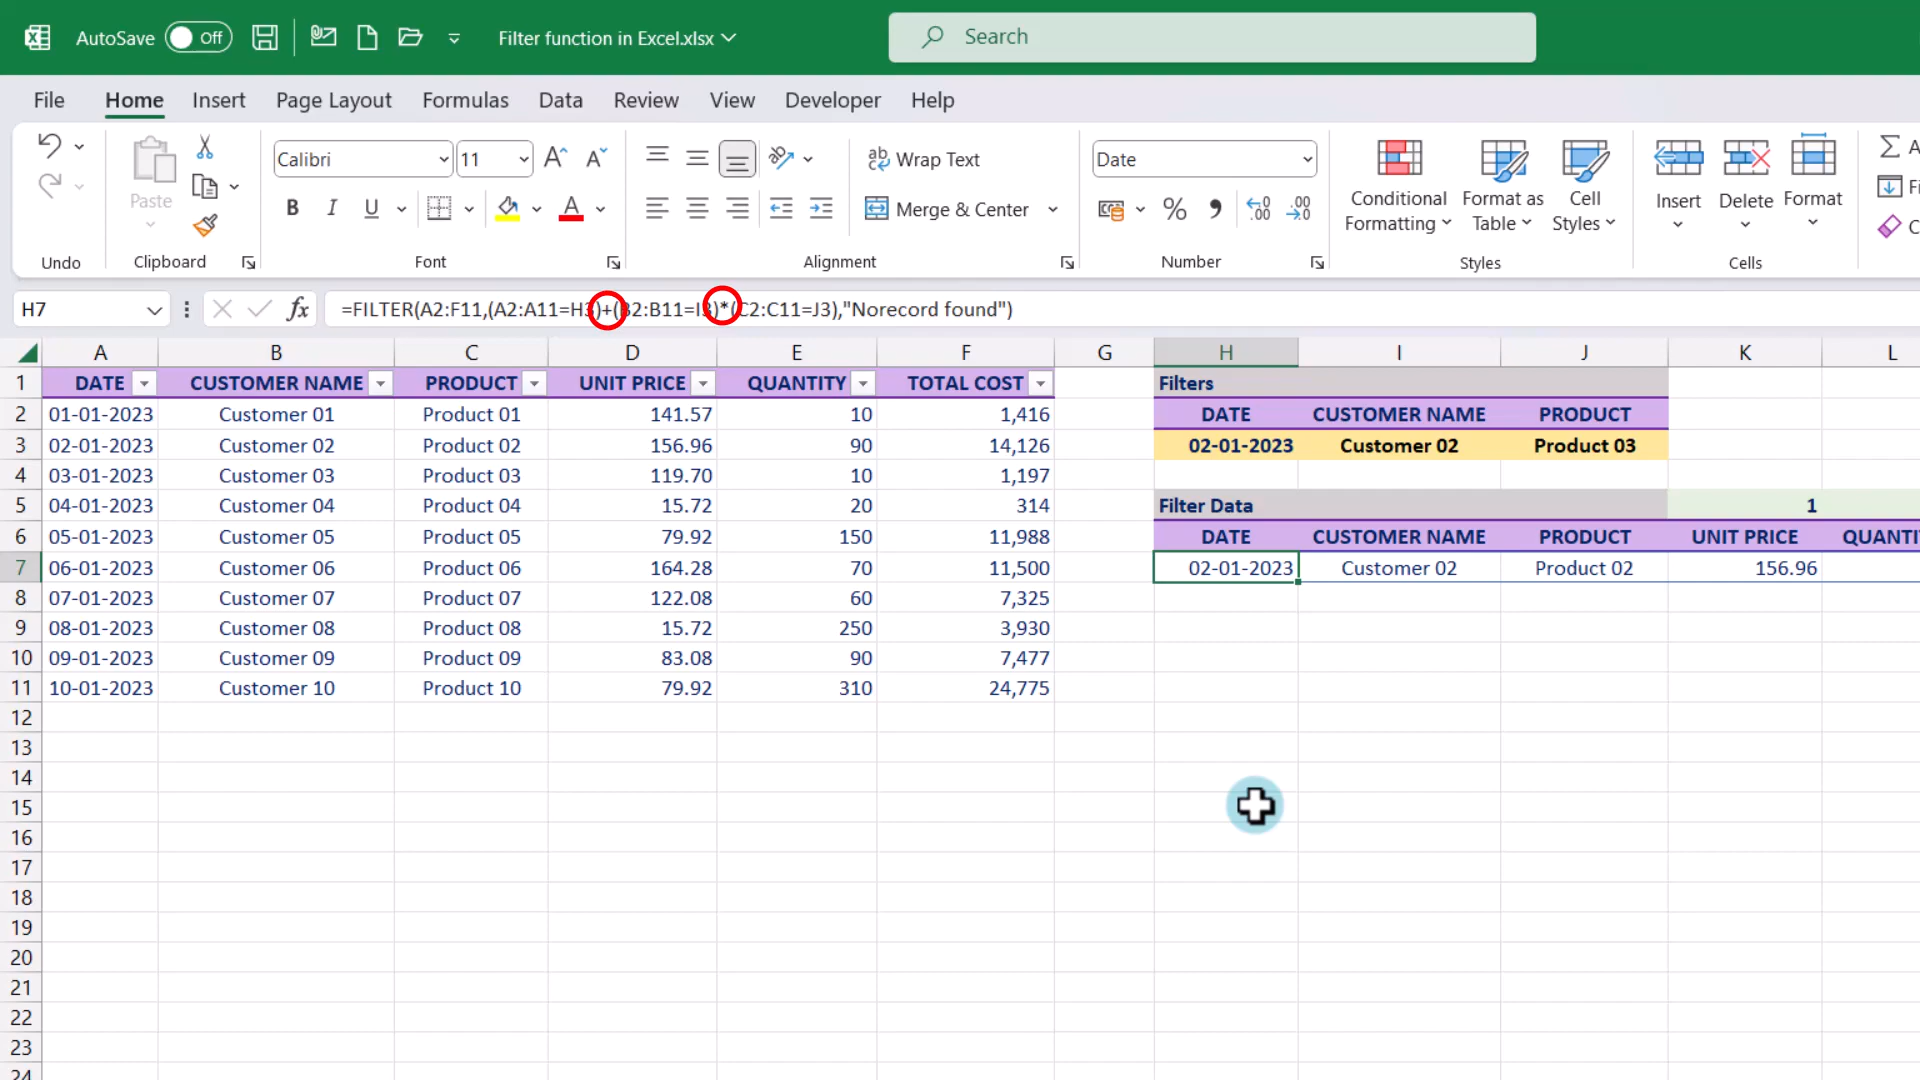 AutoSave Off Filter function in Excel.xlsx Search
File Home Insert Page Layout Formulas Data Review View Developer Help
Paste Calibri 11 Wrap Text Date Conditional Formatting Format as Table Cell Styles Insert Delete Format
B I U Merge & Center
Undo Clipboard Font Alignment Number Styles Cells
H7 fx =FILTER(A2:F11,(A2:A11=H3)+(B2:B11=I3)*(C2:C11=J3),"Norecord found")
A B C D E F G H I J K L
1 DATE CUSTOMER NAME PRODUCT UNIT PRICE QUANTITY TOTAL COST Filters
2 01-01-2023 Customer 01 Product 01 141.57 10 1,416 DATE CUSTOMER NAME PRODUCT
3 02-01-2023 Customer 02 Product 02 156.96 90 14,126 02-01-2023 Customer 02 Product 03
4 03-01-2023 Customer 03 Product 03 119.70 10 1,197
5 04-01-2023 Customer 04 Product 04 15.72 20 314 Filter Data 1
6 05-01-2023 Customer 05 Product 05 79.92 150 11,988 DATE CUSTOMER NAME PRODUCT UNIT PRICE QUANTI
7 06-01-2023 Customer 06 Product 06 164.28 70 11,500 02-01-2023 Customer 02 Product 02 156.96
8 07-01-2023 Customer 07 Product 07 122.08 60 7,325
9 08-01-2023 Customer 08 Product 08 15.72 250 3,930
10 09-01-2023 Customer 09 Product 09 83.08 90 7,477
11 10-01-2023 Customer 10 Product 10 79.92 310 24,775
12
13
14
15
16
17
18
19
20
21
22
23
24